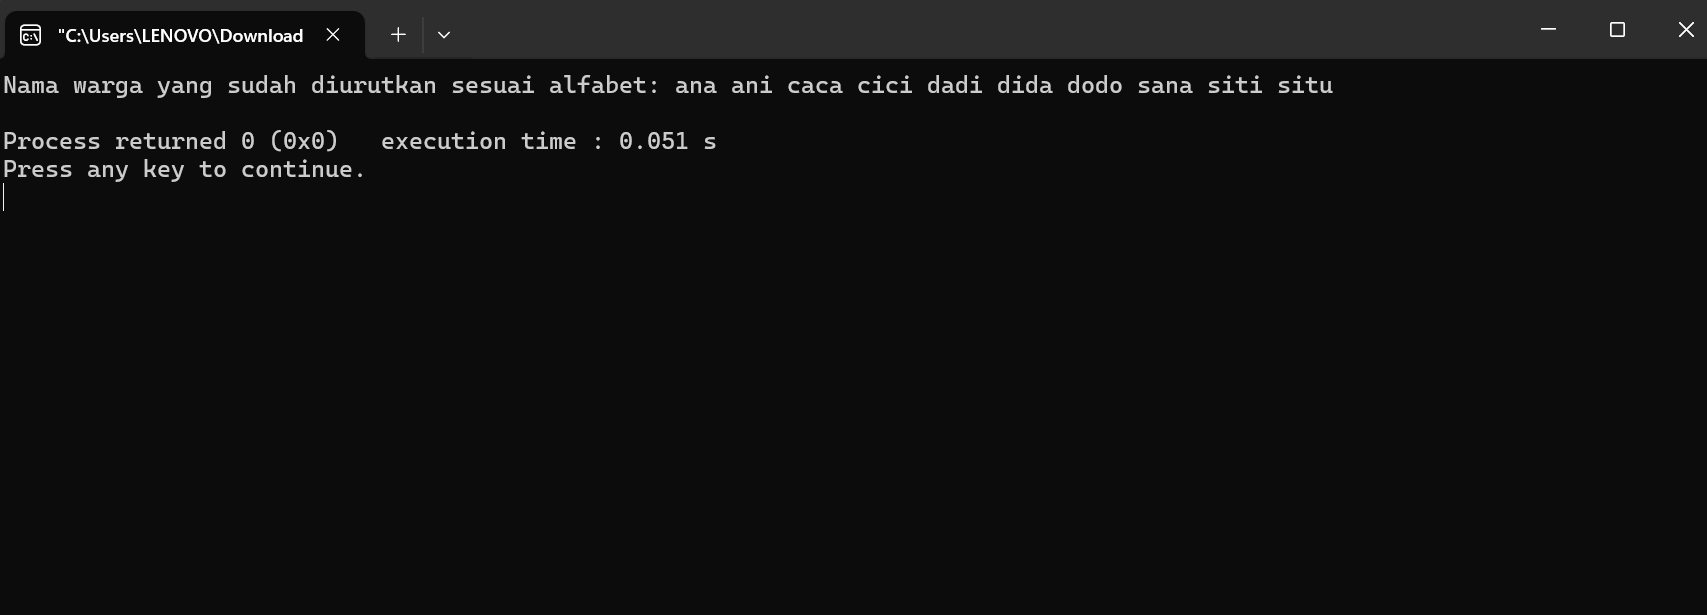 "C:\Users\LENOVO\Download
Nama warga yang sudah diurutkan sesuai alfabet: ana ani caca cici dadi dida dodo sana siti situ
Process returned 0 (0x0)   execution time : 0.051 s
Press any key to continue.